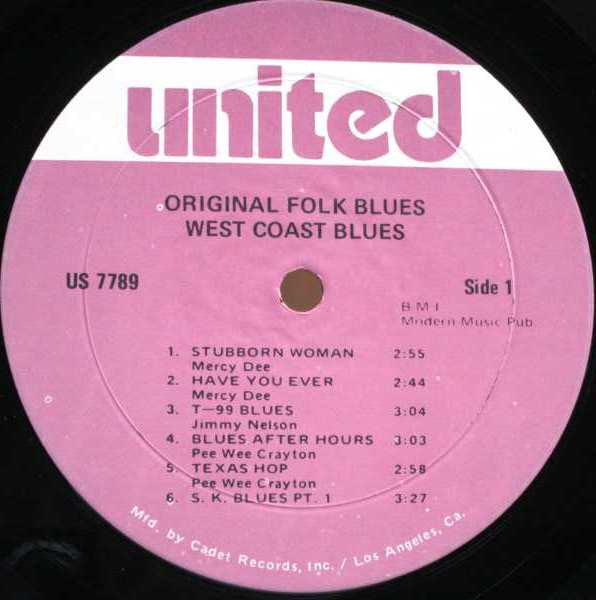 united
ORIGINAL FOLK BLUES
WEST COAST BLUES
US 7789
Side 1
B M I
Modern Music Pub
1. STUBBORN WOMAN 2:55
Mercy Dee
2. HAVE YOU EVER 2:44
Mercy Dee
3. T—99 BLUES 3:04
Jimmy Nelson
4. BLUES AFTER HOURS 3:03
Pee Wee Crayton
5. TEXAS HOP 2:58
Pee Wee Crayton
6. S. K. BLUES PT. 1 3:27
Mfd. by Cadet Records, Inc. / Los Angeles, Ca.